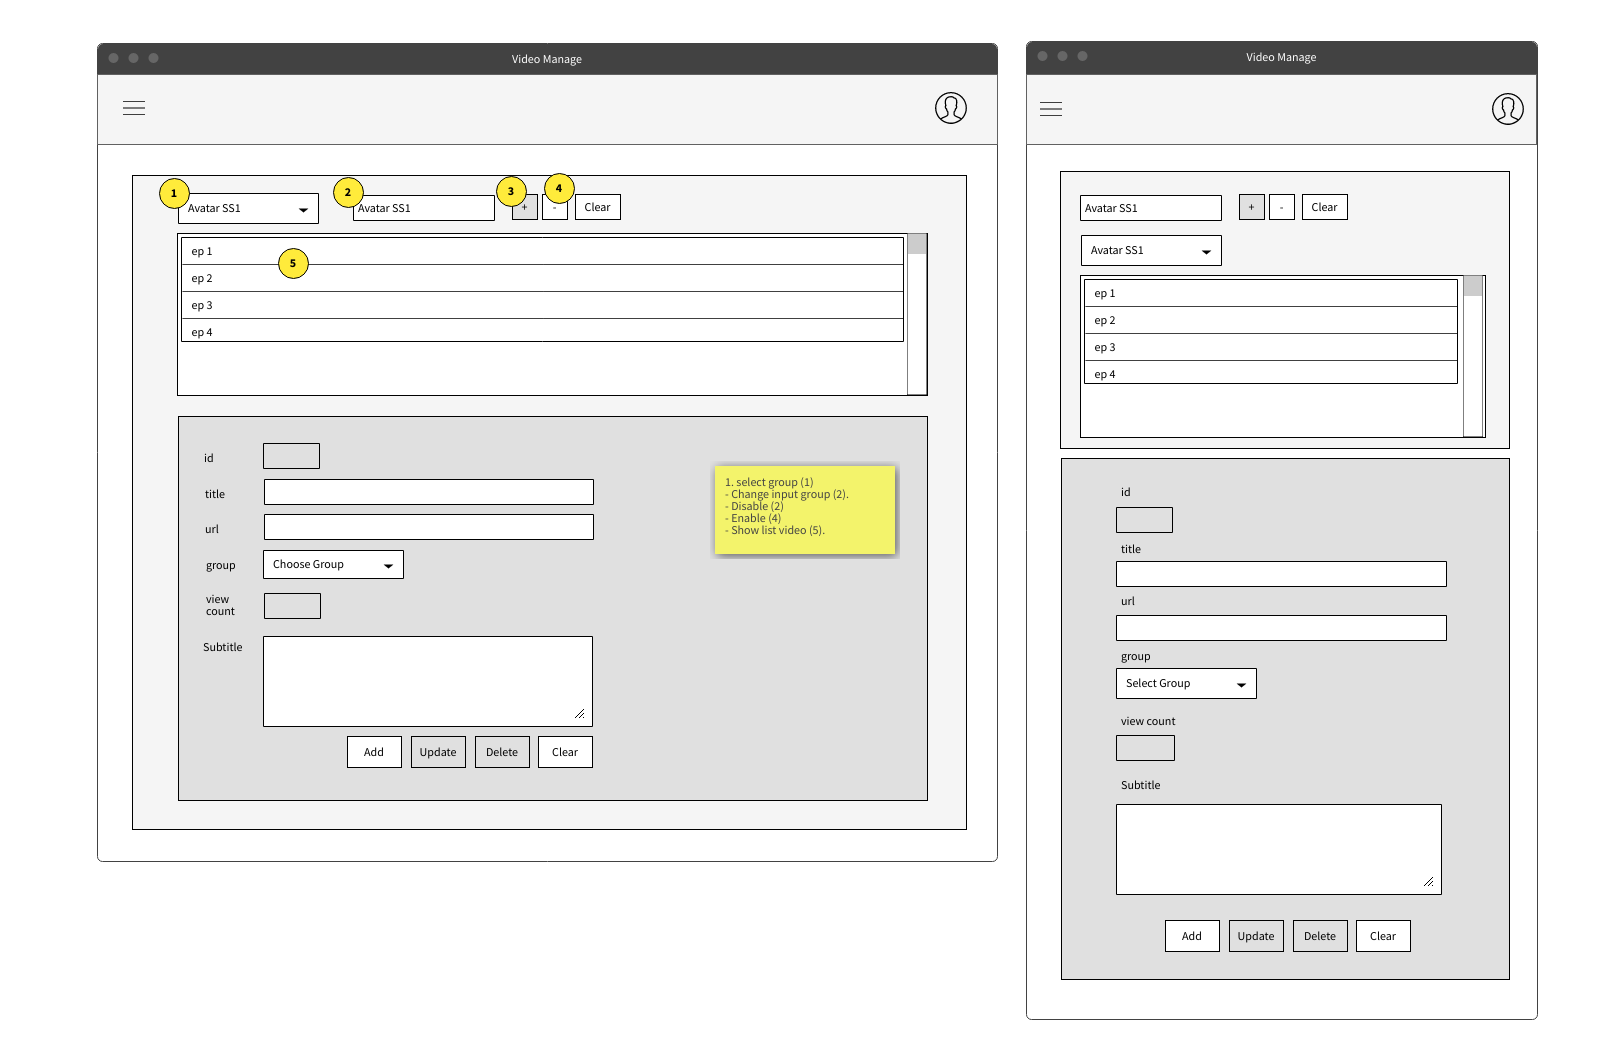 Video Manage
1
2
3
4
Avatar SS1
Avatar SS1
+
-
Clear
ep 1
5
ep 2
ep 3
ep 4
id
title
url
group
Choose Group
view
count
Subtitle
Add
Update
Delete
Clear
1. select group (1)
- Change input group (2).
- Disable (2)
- Enable (4)
- Show list video (5).
Video Manage
Avatar SS1
+
-
Clear
Avatar SS1
ep 1
ep 2
ep 3
ep 4
id
title
url
group
Select Group
view count
Subtitle
Add
Update
Delete
Clear